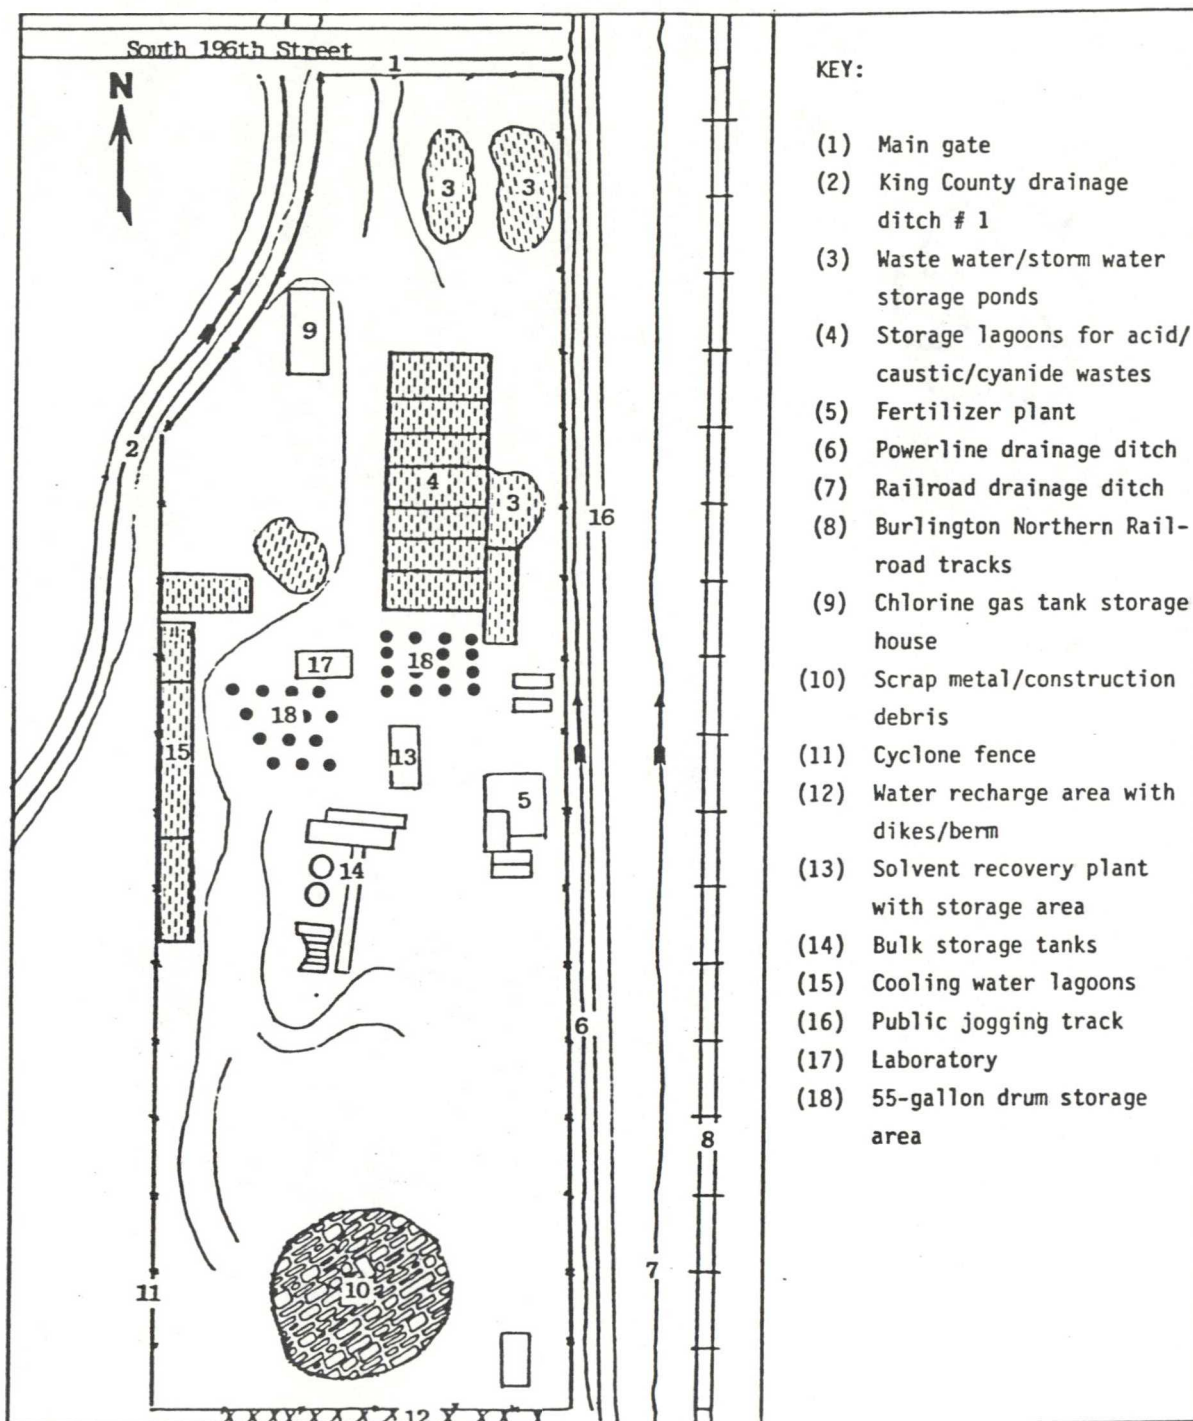 South 196th Street
1
N
3
3
9
2
4
3
16
17
18
18
15
13
5
14
6
8
7
11
10
12
KEY:
(1) Main gate
(2) King County drainage
ditch # 1
(3) Waste water/storm water
storage ponds
(4) Storage lagoons for acid/
caustic/cyanide wastes
(5) Fertilizer plant
(6) Powerline drainage ditch
(7) Railroad drainage ditch
(8) Burlington Northern Rail-
road tracks
(9) Chlorine gas tank storage
house
(10) Scrap metal/construction
debris
(11) Cyclone fence
(12) Water recharge area with
dikes/berm
(13) Solvent recovery plant
with storage area
(14) Bulk storage tanks
(15) Cooling water lagoons
(16) Public jogging track
(17) Laboratory
(18) 55-gallon drum storage
area